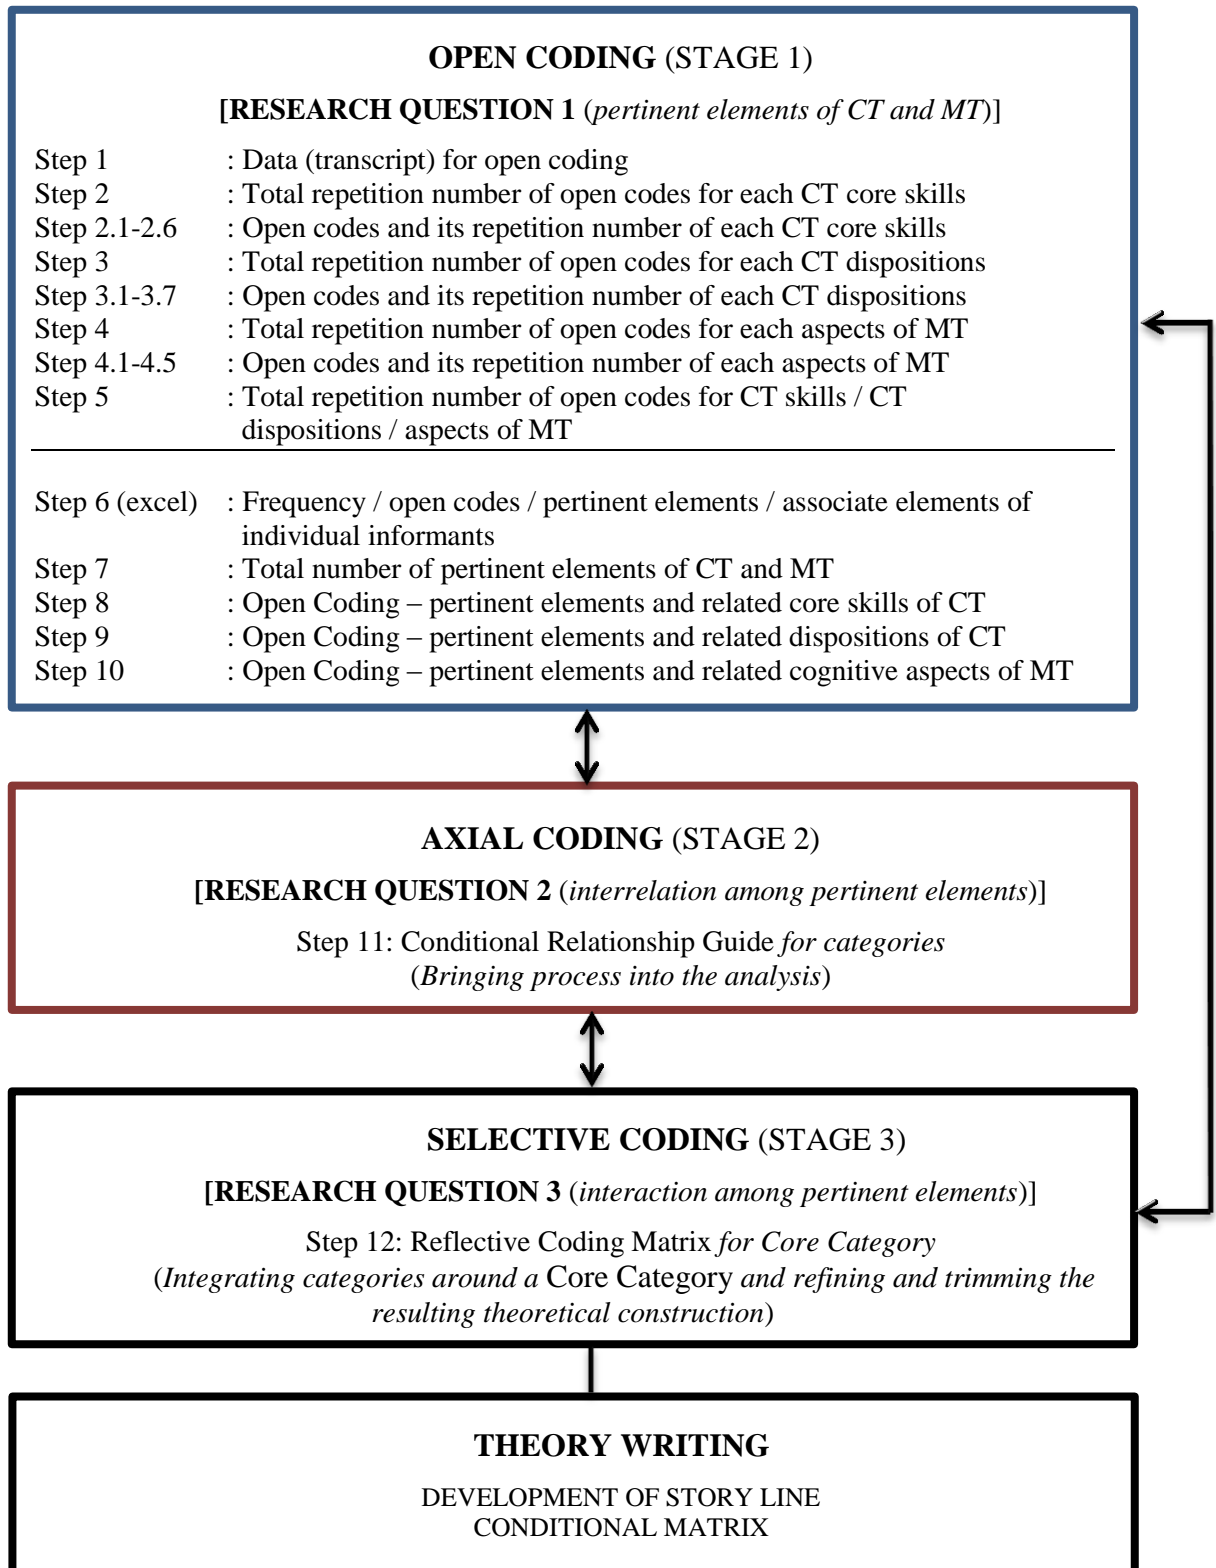 OPEN CODING (STAGE 1)
[RESEARCH QUESTION 1 (pertinent elements of CT and MT)]
Step 1 : Data (transcript) for open coding
Step 2 : Total repetition number of open codes for each CT core skills
Step 2.1-2.6 : Open codes and its repetition number of each CT core skills
Step 3 : Total repetition number of open codes for each CT dispositions
Step 3.1-3.7 : Open codes and its repetition number of each CT dispositions
Step 4 : Total repetition number of open codes for each aspects of MT
Step 4.1-4.5 : Open codes and its repetition number of each aspects of MT
Step 5 : Total repetition number of open codes for CT skills / CT
dispositions / aspects of MT
Step 6 (excel) : Frequency / open codes / pertinent elements / associate elements of
individual informants
Step 7 : Total number of pertinent elements of CT and MT
Step 8 : Open Coding – pertinent elements and related core skills of CT
Step 9 : Open Coding – pertinent elements and related dispositions of CT
Step 10 : Open Coding – pertinent elements and related cognitive aspects of MT
AXIAL CODING (STAGE 2)
[RESEARCH QUESTION 2 (interrelation among pertinent elements)]
Step 11: Conditional Relationship Guide for categories
(Bringing process into the analysis)
SELECTIVE CODING (STAGE 3)
[RESEARCH QUESTION 3 (interaction among pertinent elements)]
Step 12: Reflective Coding Matrix for Core Category
(Integrating categories around a Core Category and refining and trimming the
resulting theoretical construction)
THEORY WRITING
DEVELOPMENT OF STORY LINE
CONDITIONAL MATRIX